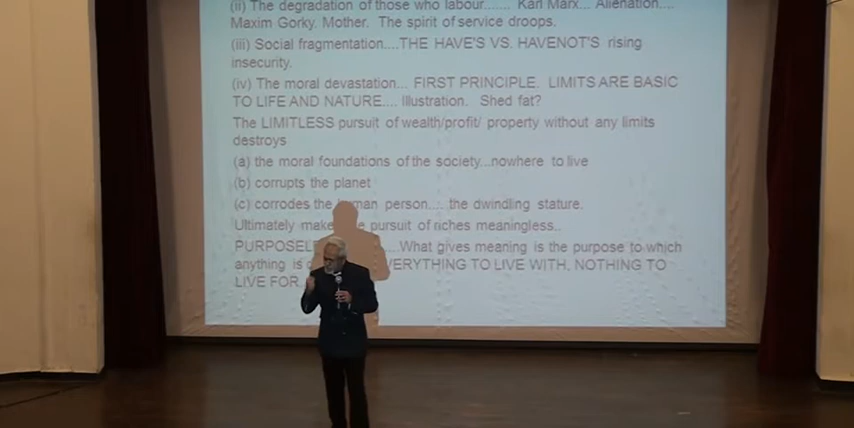 (ii) The degradation of those who labour....... Karl Marx... Alienation....
Maxim Gorky. Mother. The spirit of service droops.
(iii) Social fragmentation....THE HAVE'S VS. HAVENOT'S rising
insecurity.
(iv) The moral devastation... FIRST PRINCIPLE. LIMITS ARE BASIC
TO LIFE AND NATURE.... Illustration. Shed fat?
The LIMITLESS pursuit of wealth/profit/ property without any limits
destroys
(a) the moral foundations of the society...nowhere to live
(b) corrupts the planet
(c) corrodes the human person.... the dwindling stature.
Ultimately make pursuit of riches meaningless..
....What gives meaning is the purpose to which
anything is EVERYTHING TO LIVE WITH, NOTHING TO
LIVE FOR